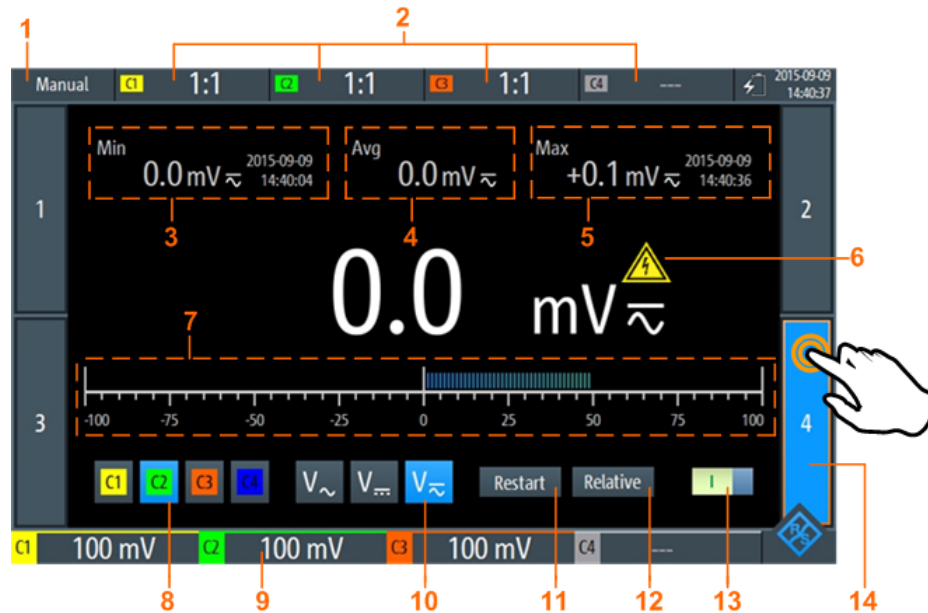 1
2
Manual
C1 1:1
C2 1:1
C3 1:1
C4 ---
2015-09-09
14:40:37
Min
0.0 mV
2015-09-09
14:40:04
Avg
0.0 mV
Max
+0.1 mV
2015-09-09
14:40:36
3
4
5
1
2
0.0 mV
6
7
-100 -75 -50 -25 0 25 50 75 100
3
4
C1 C2 C3 C4
V V V
Restart
Relative
I
R&S
C1 100 mV
C2 100 mV
C3 100 mV
C4 ---
8 9 10 11 12 13 14